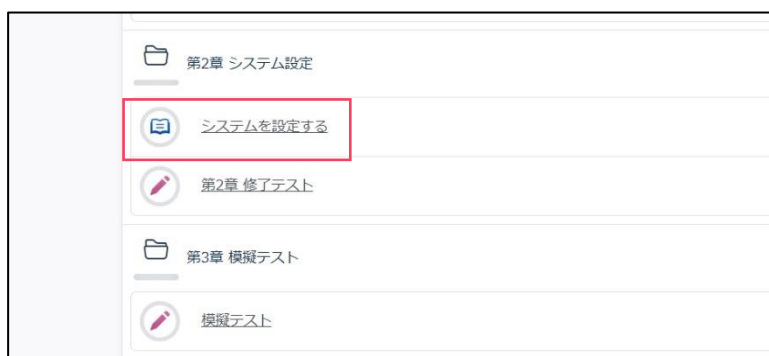 第2章 システム設定
システムを設定する
第2章 修了テスト
第3章 模擬テスト
模擬テスト